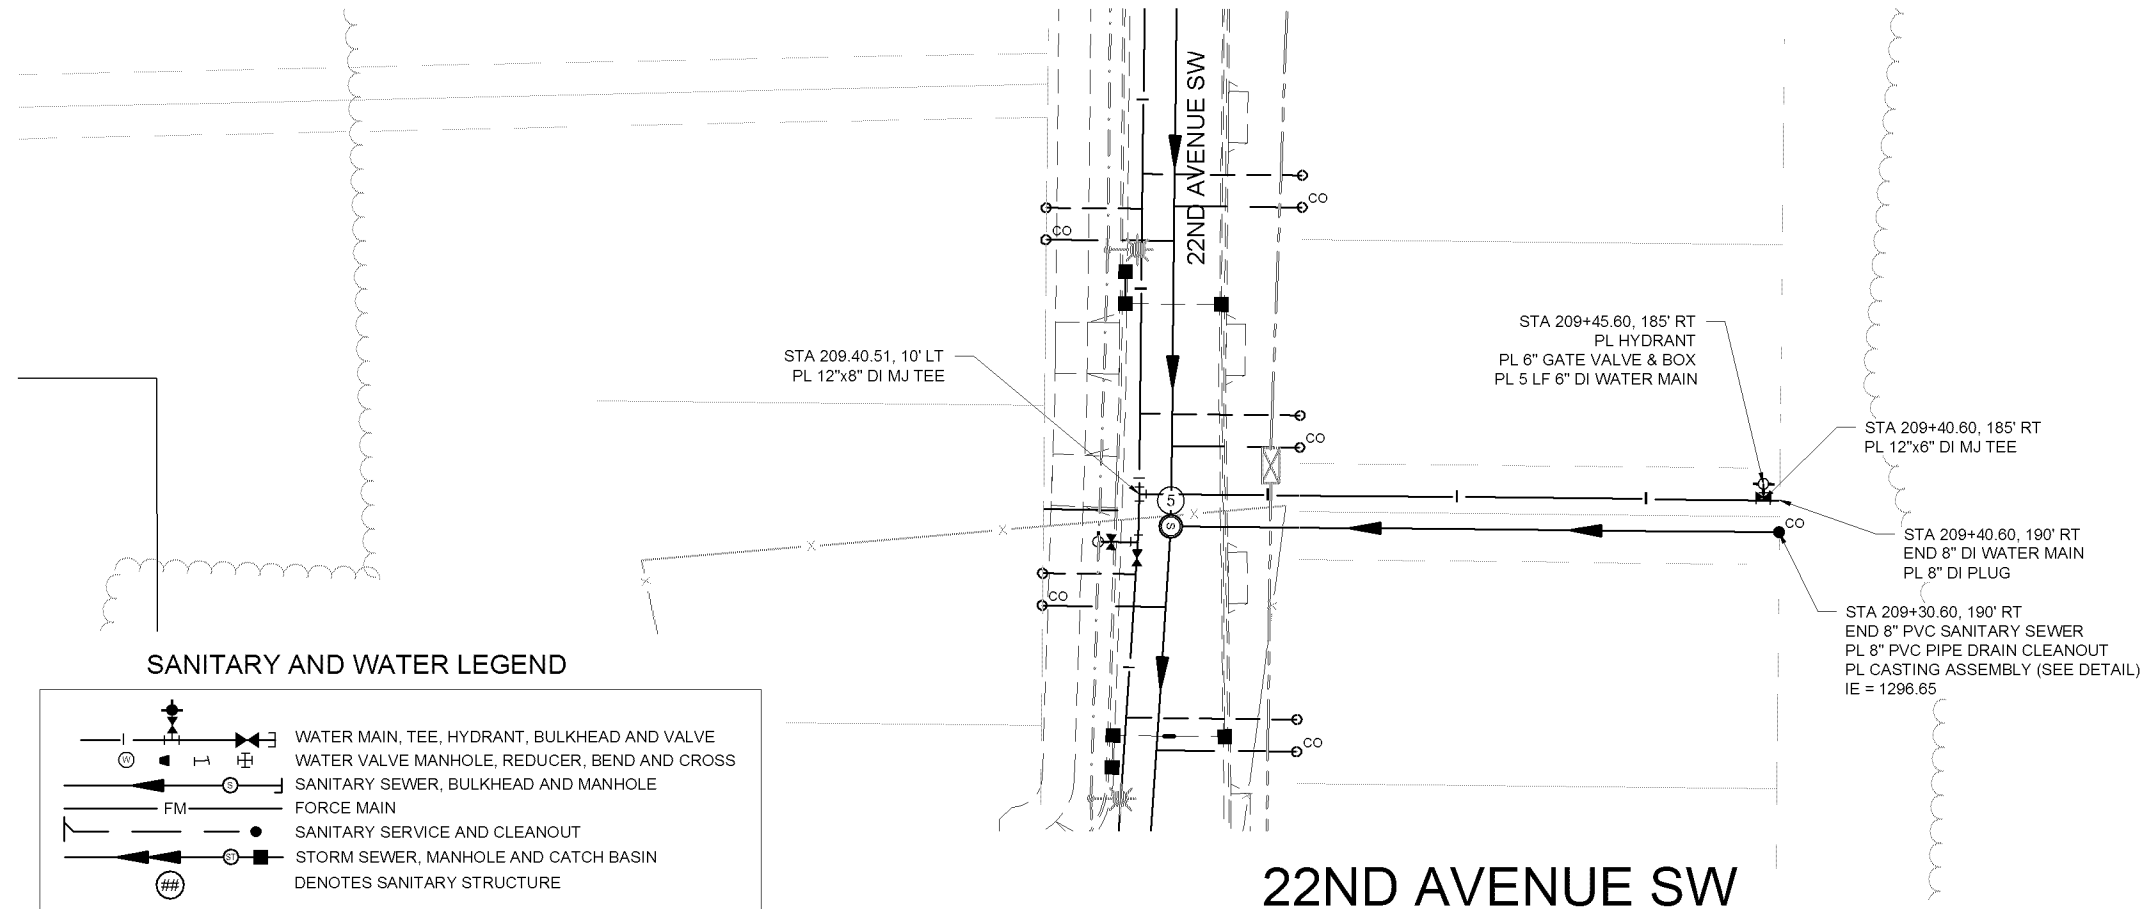 22ND AVENUE SW
CO
CO
STA 209+45.60, 185' RT
PL HYDRANT
PL 6" GATE VALVE & BOX
PL 5 LF 6" DI WATER MAIN
STA 209.40.51, 10' LT
PL 12"x8" DI MJ TEE
CO
STA 209+40.60, 185' RT
PL 12"x6" DI MJ TEE
5
S
X
X
X
X
CO
STA 209+40.60, 190' RT
END 8" DI WATER MAIN
PL 8" DI PLUG
CO
STA 209+30.60, 190' RT
END 8" PVC SANITARY SEWER
PL 8" PVC PIPE DRAIN CLEANOUT
PL CASTING ASSEMBLY (SEE DETAIL)
IE = 1296.65
CO
SANITARY AND WATER LEGEND
WATER MAIN, TEE, HYDRANT, BULKHEAD AND VALVE
W WATER VALVE MANHOLE, REDUCER, BEND AND CROSS
S SANITARY SEWER, BULKHEAD AND MANHOLE
FM FORCE MAIN
SANITARY SERVICE AND CLEANOUT
ST STORM SEWER, MANHOLE AND CATCH BASIN
## DENOTES SANITARY STRUCTURE
22ND AVENUE SW